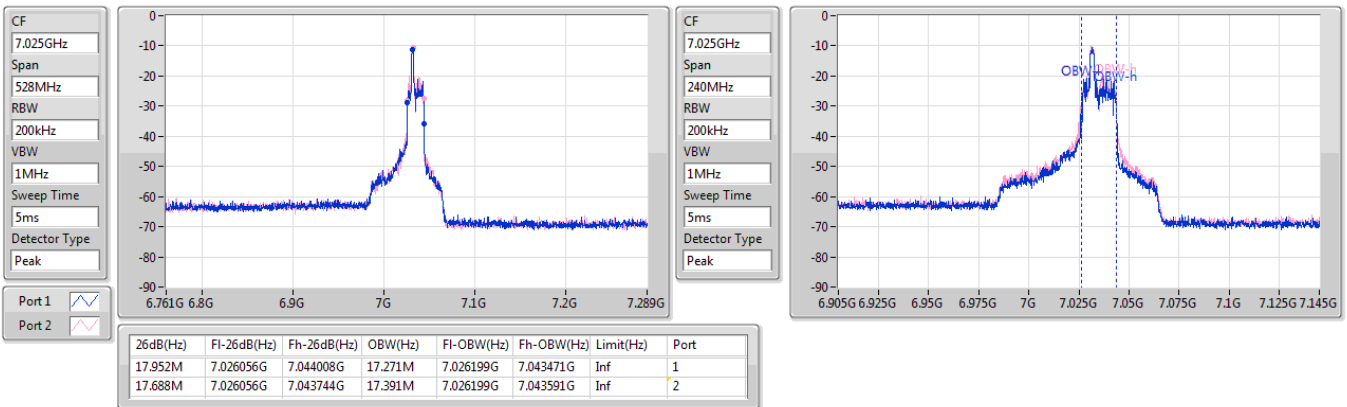 CF
7.025GHz
Span
528MHz
RBW
200kHz
VBW
1MHz
Sweep Time
5ms
Detector Type
Peak
Port 1
Port 2
0
-10
-20
-30
-40
-50
-60
-70
-80
-90
6.761G 6.8G 6.9G 7G 7.1G 7.2G 7.289G
CF
7.025GHz
Span
240MHz
RBW
200kHz
VBW
1MHz
Sweep Time
5ms
Detector Type
Peak
0
-10
-20
-30
-40
-50
-60
-70
-80
-90
OBW-h
OBW-h
6.905G 6.925G 6.95G 6.975G 7G 7.025G 7.05G 7.075G 7.1G 7.125G 7.145G
26dB(Hz) Fl-26dB(Hz) Fh-26dB(Hz) OBW(Hz) Fl-OBW(Hz) Fh-OBW(Hz) Limit(Hz) Port
17.952M 7.026056G 7.044008G 17.271M 7.026199G 7.043471G Inf 1
17.688M 7.026056G 7.043744G 17.391M 7.026199G 7.043591G Inf 2